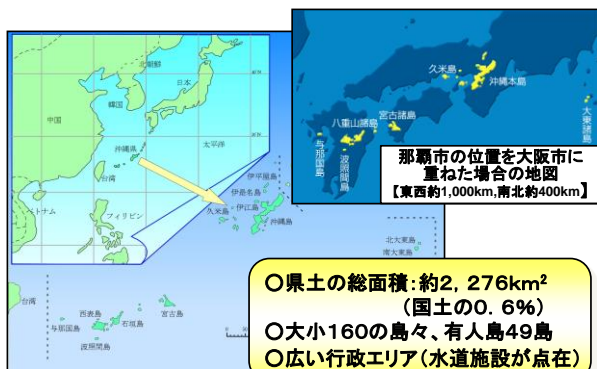 北朝鮮
日本
韓国
中国
沖縄県
太平洋
台湾
ベトナム
フィリピン
伊平屋島
伊是名島
伊江島
久米島
沖縄島
北大東島
南大東島
台湾
西表島
与那国島
石垣島
宮古島
波照間島
久米島
沖縄本島
八重山諸島
宮古諸島
大東諸島
与那国島
波照間島
那覇市の位置を大阪市に
重ねた場合の地図
【東西約1,000km,南北約400km】
○県土の総面積:約2,276km²
(国土の0.6%)
○大小160の島々、有人島49島
○広い行政エリア(水道施設が点在)